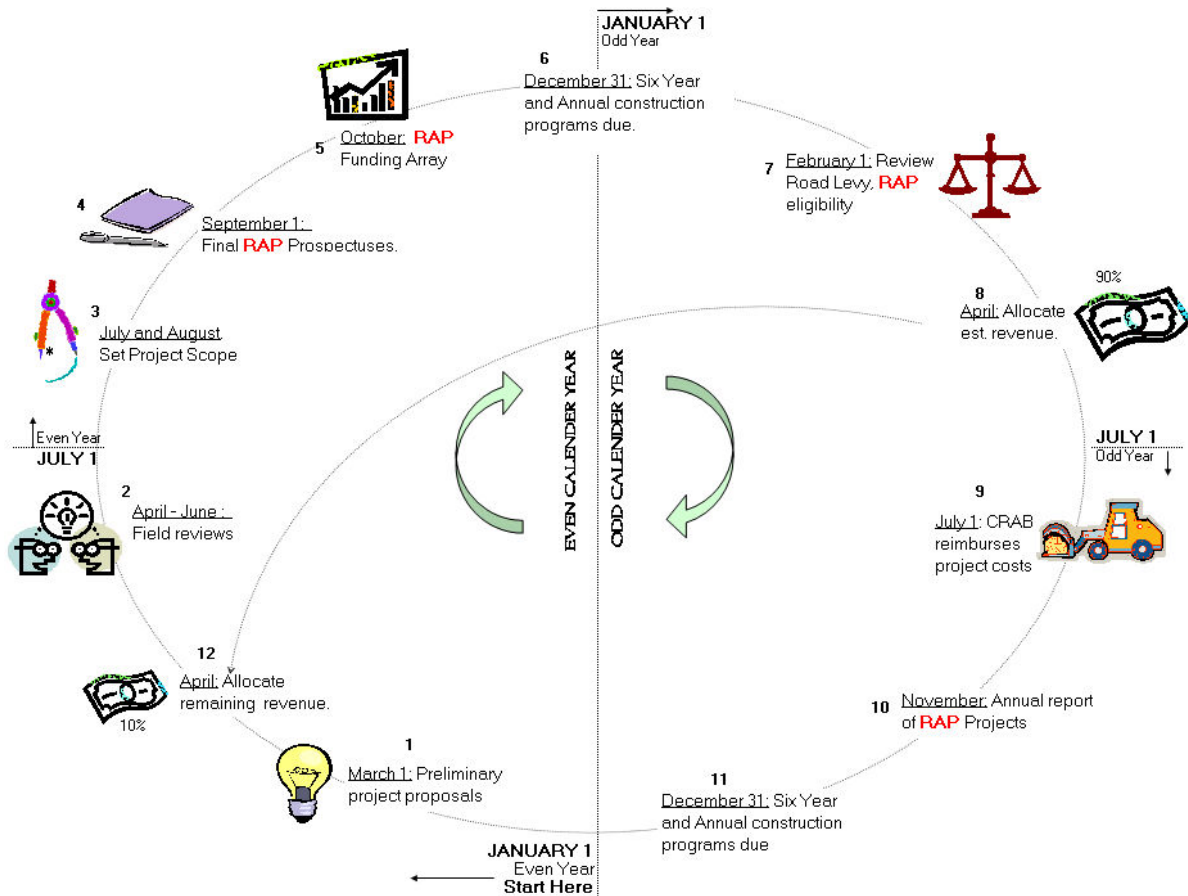 JANUARY 1
Odd Year
6
December 31: Six Year
and Annual construction
programs due.
5
October: RAP
Funding Array
7
February 1: Review
Road Levy, RAP
eligibility
4
September 1:
Final RAP Prospectuses.
8
April: Allocate
est. revenue.
90%
3
July and August
Set Project Scope
*
EVEN CALENDER YEAR
ODD CALENDER YEAR
Even Year
JULY 1
JULY 1
Odd Year
2
April - June :
Field reviews
9
July 1: CRAB
reimburses
project costs
12
April: Allocate
remaining revenue.
10%
10
November: Annual report
of RAP Projects
1
March 1: Preliminary
project proposals
11
December 31: Six Year
and Annual construction
programs due
JANUARY 1
Even Year
Start Here